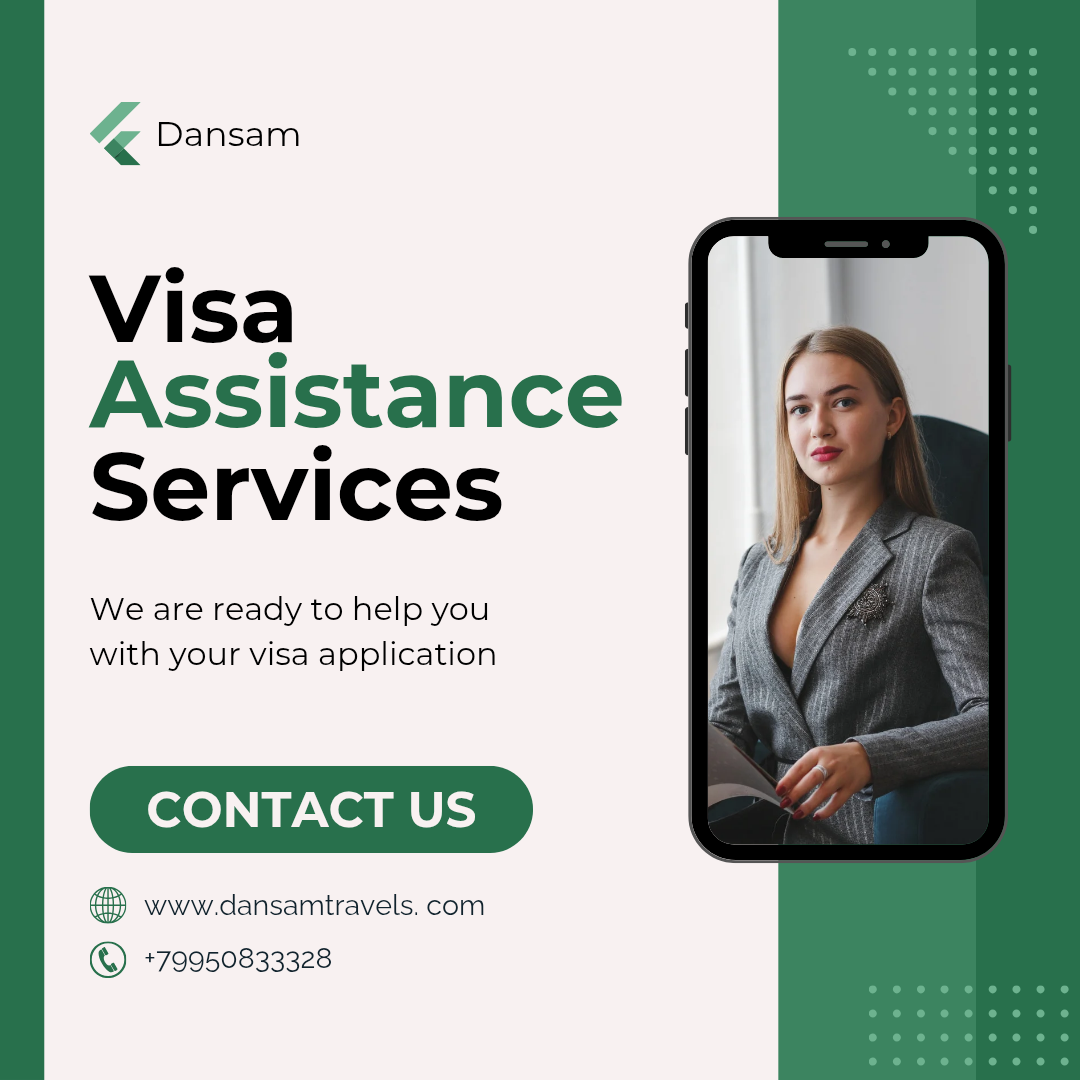 Dansam
Visa
Assistance
Services
We are ready to help you
with your visa application
CONTACT US
www.dansamtravels. com
+79950833328